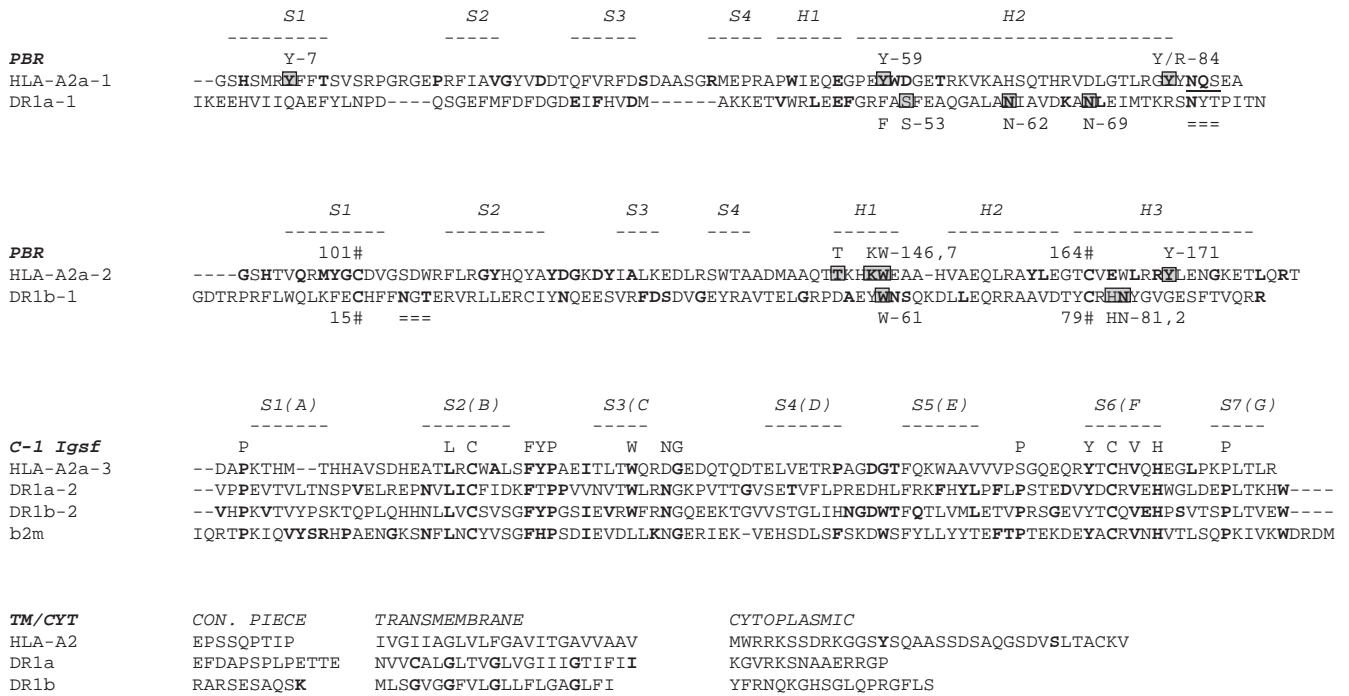 S1 S2 S3 S4 H1 H2
--------- ----- ------ ----- ------ ----------------------------
PBR Y-7 Y-59 Y/R-84
HLA-A2a-1 --GSHSMRYFFTSVSRPGRGEPRFIAVGYVDDTQFVRFDSDAASGRMEPRAPWIEQEGPEYWDGETRKVKAHSQTHRVDLGTLRGYYNQSEA
DR1a-1 IKEEHVIIQAEFYLNPD----QSGEFMFDFDGDEIFHVDM------AKKETVWRLEEFGRFASFEAQGALANIAVDKANLEIMTKRSNYTPITN
F S-53 N-62 N-69 ===
S1 S2 S3 S4 H1 H2 H3
--------- --------- ---- ---- ------ ---------- ----------------
PBR 101# T KW-146,7 164# Y-171
HLA-A2a-2 ----GSHTVQRMYGCDVGSDWRFLRGYHQYAYDGKDYIALKEDLRSWTAADMAAQTTKHKWEAA-HVAEQLRAYLEGTCVEWLRRYLENGKETLQRT
DR1b-1 GDTRPRFLWQLKFECHFFNGTERVRLLERCIYNQEESVRFDSDVGEYRAVTELGRPDAEYWNSQKDLLEQRRAAVDTYCRHNYGVGESFTVQRR
15# === W-61 79# HN-81,2
S1(A) S2(B) S3(C S4(D) S5(E) S6(F S7(G)
------- -------- ----- ------- -------- ------- -----
C-1 Igsf P L C FYP W NG P Y C V H P
HLA-A2a-3 --DAPKTHM--THHAVSDHEATLRCWALSFYPAEITLTWQRDGEDQTQDTELVETRPAGDGTFQKWAAVVVPSGQEQRYTCHVQHEGLPKPLTLR
DR1a-2 --VPPEVTVLTNSPVELREPNVLICFIDKFTPPVVNVTWLRNGKPVTTGVSETVFLPREDHLFRKFHYLPFLPSTEDVYDCRVEHWGLDEPLTKHW----
DR1b-2 --VHPKVTVYPSKTQPLQHHNLLVCSVSGFYPGSIEVRWFRNGQEEKTGVVSTGLIHNGDWTFQTLVMLETVPRSGEVYTCQVEHPSVTSPLTVEW----
b2m IQRTPKIQVYSRHPAENGKSNFLNCYVSGFHPSDIEVDLLKNGERIEK-VEHSDLSFSKDWSFYLLYYTEFTPTEKDEYACRVNHVTLSQPKIVKWDRDM
TM/CYT CON. PIECE TRANSMEMBRANE CYTOPLASMIC
HLA-A2 EPSSQPTIP IVGIIAGLVLFGAVITGAVVAAV MWRRKSSDRKGGSYSQAASSDSAQGSDVSLTACKV
DR1a EFDAPSPLPETTE NVVCALGLTVGLVGIIIGTIFII KGVRKSNAAERRGP
DR1b RARSESAQSK MLSGVGGFVLGLLFLGAGLFI YFRNQKGHSGLQPRGFLS